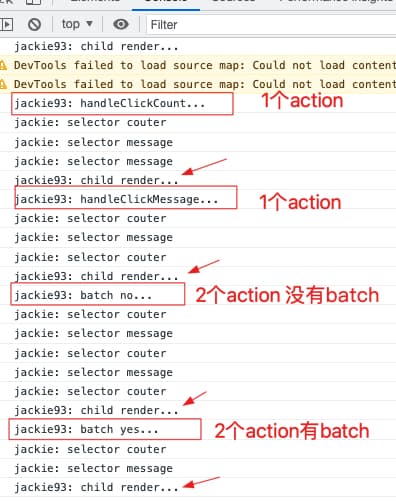 Elements Console Sources Performance insights
top Filter
jackie93: child render...
DevTools failed to load source map: Could not load content
DevTools failed to load source map: Could not load content
jackie93: handleClickCount... 1个action
jackie: selector couter
jackie: selector message
jackie: selector message
jackie93: child render...
jackie93: handleClickMessage... 1个action
jackie: selector couter
jackie: selector message
jackie: selector couter
jackie93: child render...
jackie93: batch no... 2个action 没有batch
jackie: selector couter
jackie: selector message
jackie: selector couter
jackie: selector message
jackie: selector couter
jackie93: child render...
jackie93: batch yes... 2个action有batch
jackie: selector couter
jackie: selector message
jackie93: child render...